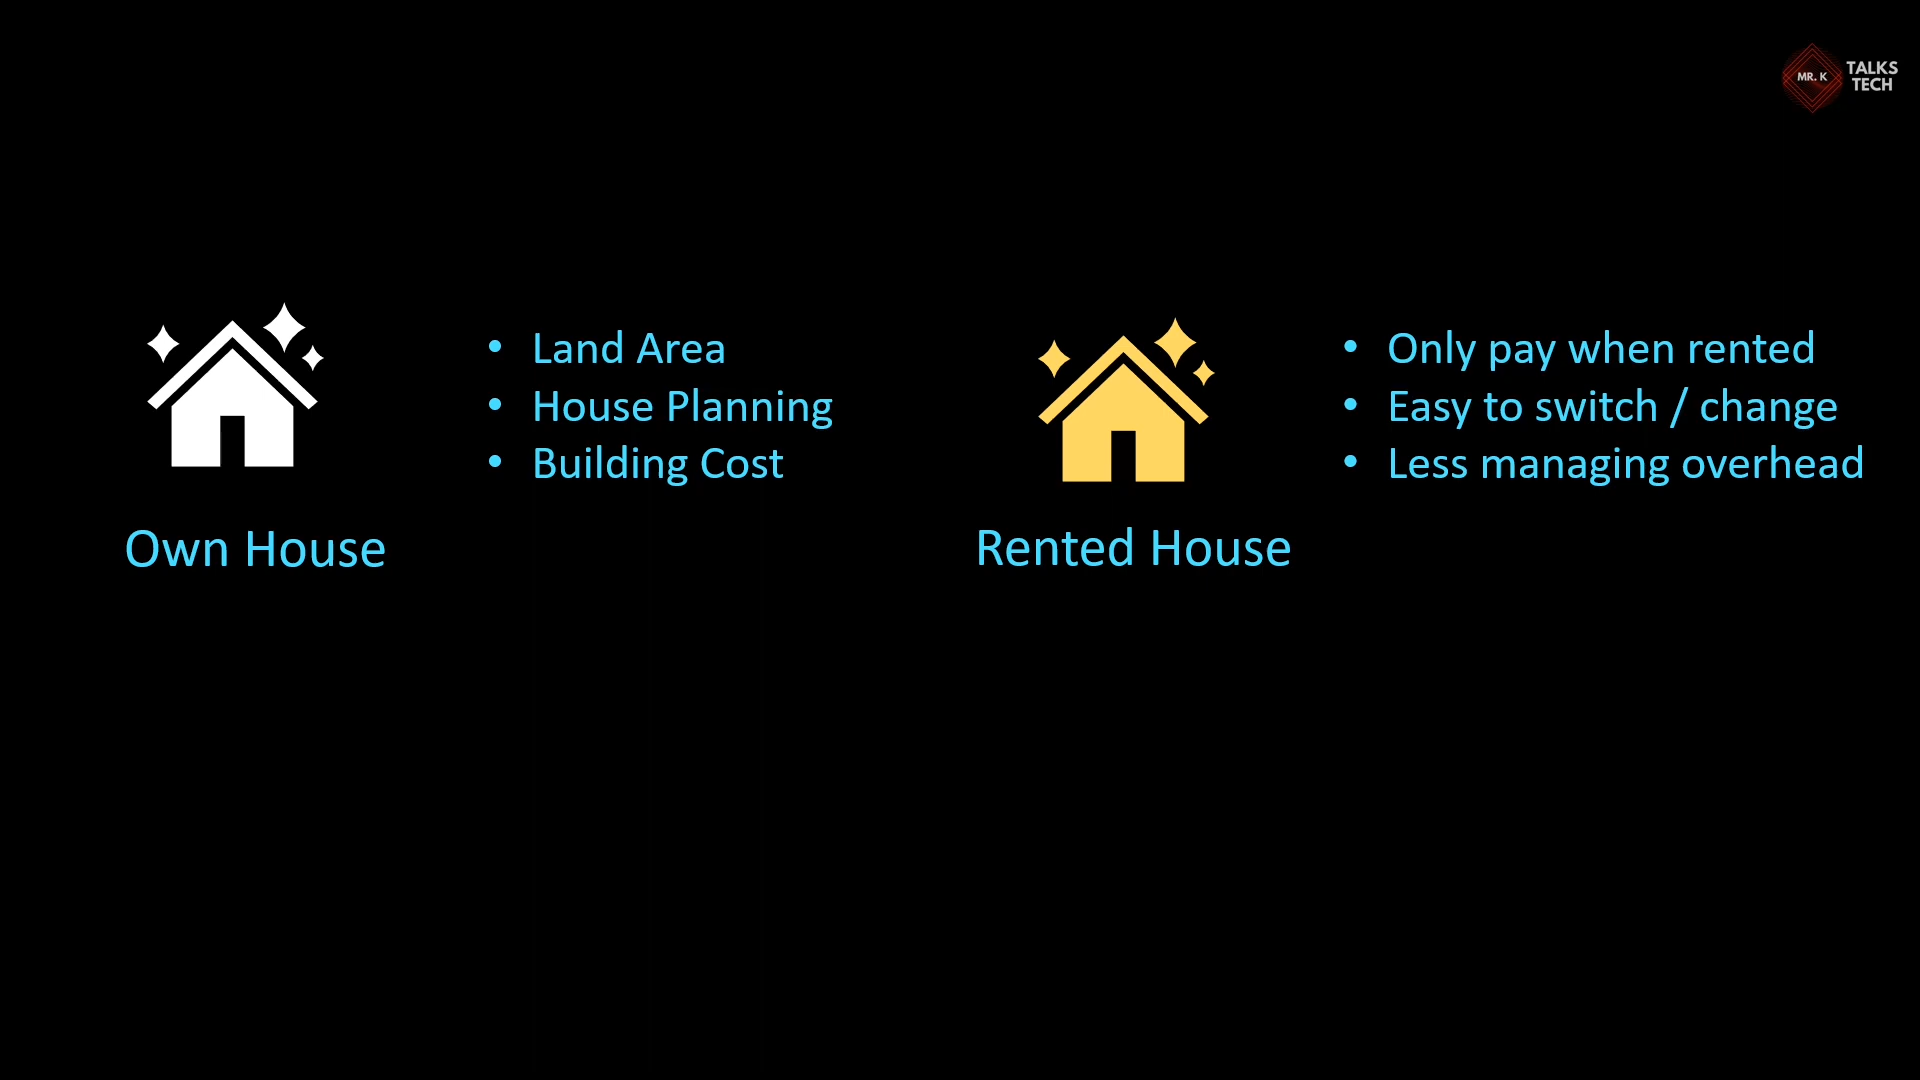 MR. K
TALKS
TECH
• Land Area
• House Planning
• Building Cost
Own House
• Only pay when rented
• Easy to switch / change
• Less managing overhead
Rented House